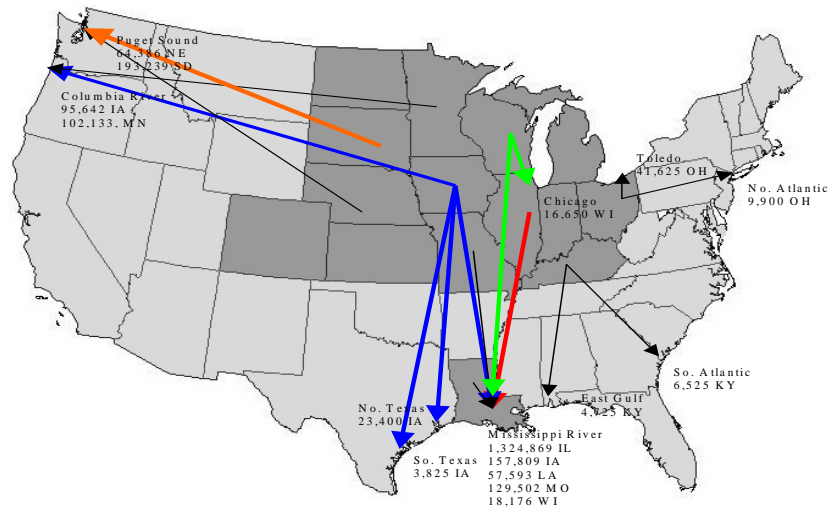 Puget Sound
64,386 NE
193,239 SD
Columbia River
95,642 IA
102,133, MN
Toledo
41,625 OH
No. Atlantic
9,900 OH
Chicago
16,650 WI
So. Atlantic
6,525 KY
East Gulf
4,725 KY
No. Texas
23,400 IA
So. Texas
3,825 IA
Mississippi River
1,324,869 IL
157,809 IA
57,593 LA
129,502 MO
18,176 WI